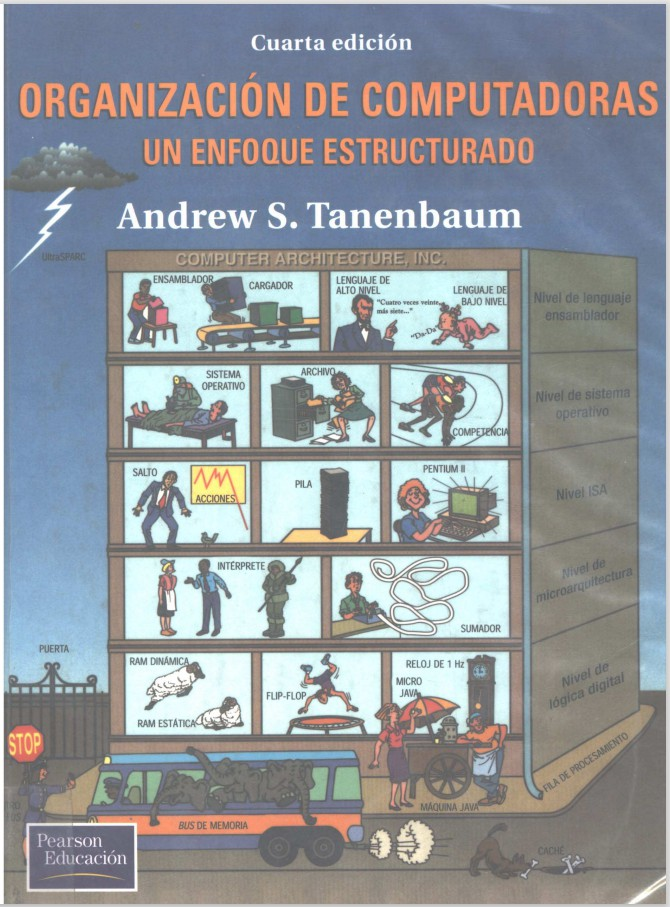 Cuarta edición
ORGANIZACIÓN DE COMPUTADORAS
UN ENFOQUE ESTRUCTURADO
Andrew S. Tanenbaum
UltraSPARC
COMPUTER ARCHITECTURE, INC.
ENSAMBLADOR
CARGADOR
LENGUAJE DE
ALTO NIVEL
"Cuatro veces veinte
más siete..."
LENGUAJE DE
BAJO NIVEL
"Da-Da"
Nivel de lenguaje
ensamblador
SISTEMA
OPERATIVO
ARCHIVO
COMPETENCIA
Nivel de sistema
operativo
SALTO
ACCIONES
PILA
PENTIUM II
Nivel ISA
INTÉRPRETE
SUMADOR
Nivel de
microarquitectura
PUERTA
RAM DINÁMICA
RAM ESTÁTICA
FLIP-FLOP
RELOJ DE 1 Hz
MICRO
JAVA
Nivel de
lógica digital
STOP
MÁQUINA JAVA
FILA DE PROCESAMIENTO
BUS DE MEMORIA
CACHÉ
Pearson
Educación